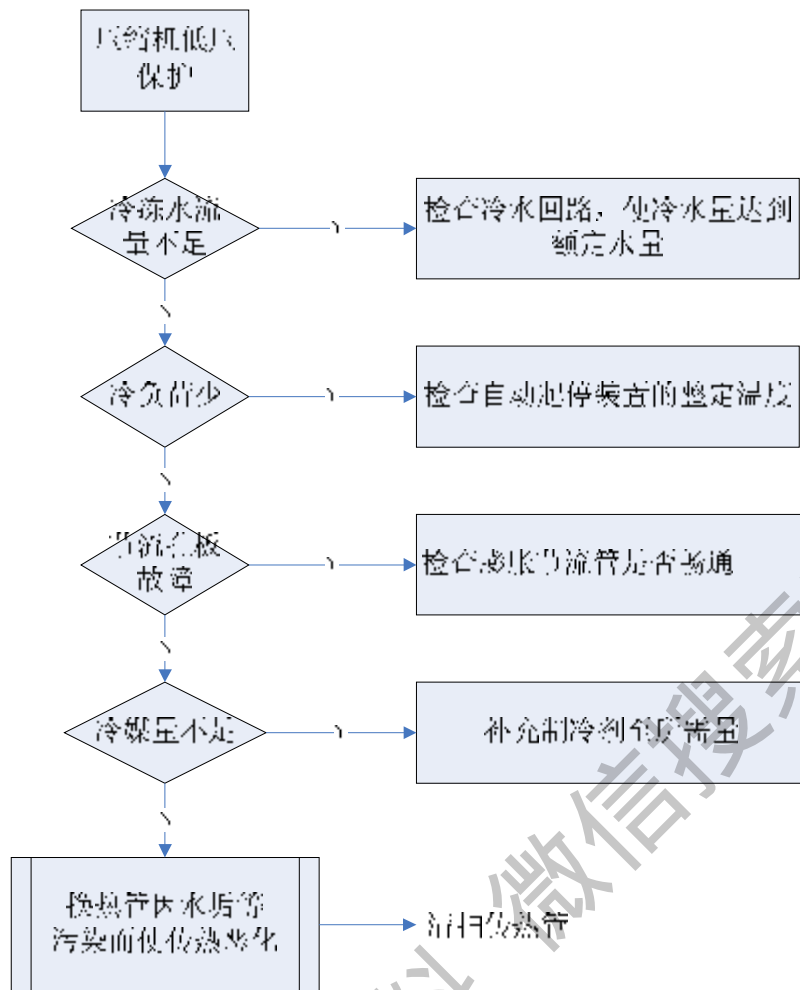 压缩机低压
保护
冷冻水流
量不足
检查冷水回路，使冷水量达到
额定水量
冷负荷少
检查自动起停装置的整定温度
节流孔板
故障
检查膨胀节流管是否畅通
冷媒量不足
补充制冷剂至所需量
换热管因水垢等
污染而使传热恶化
清扫传热管
微信搜索